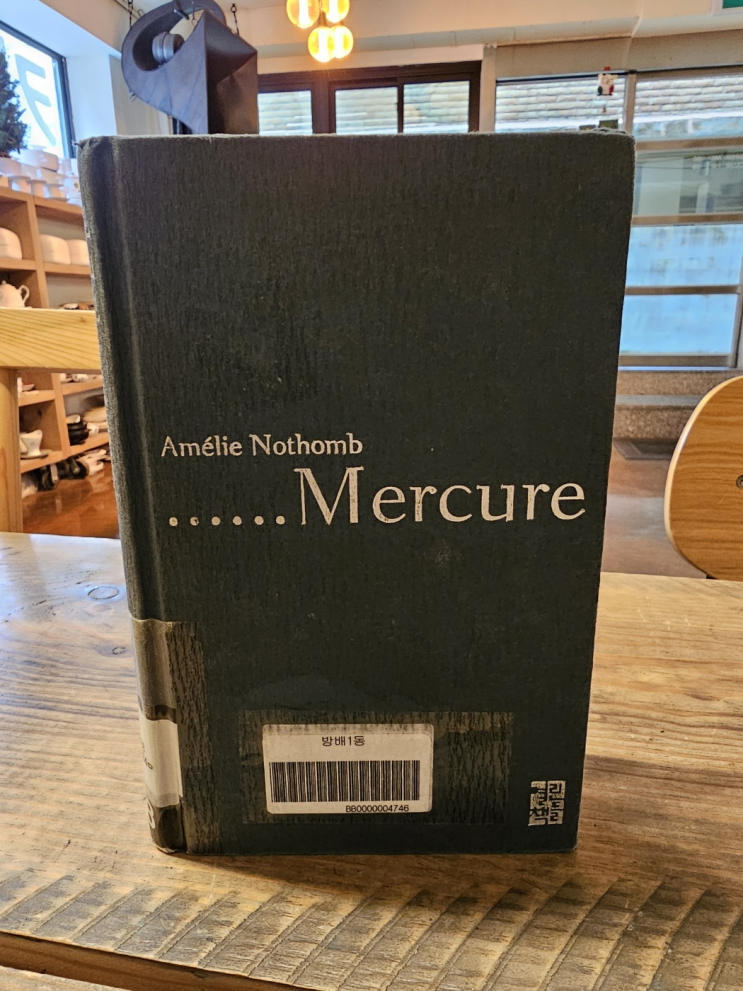 Amélie Nothomb
......Mercure
방배1동
BB0000004746